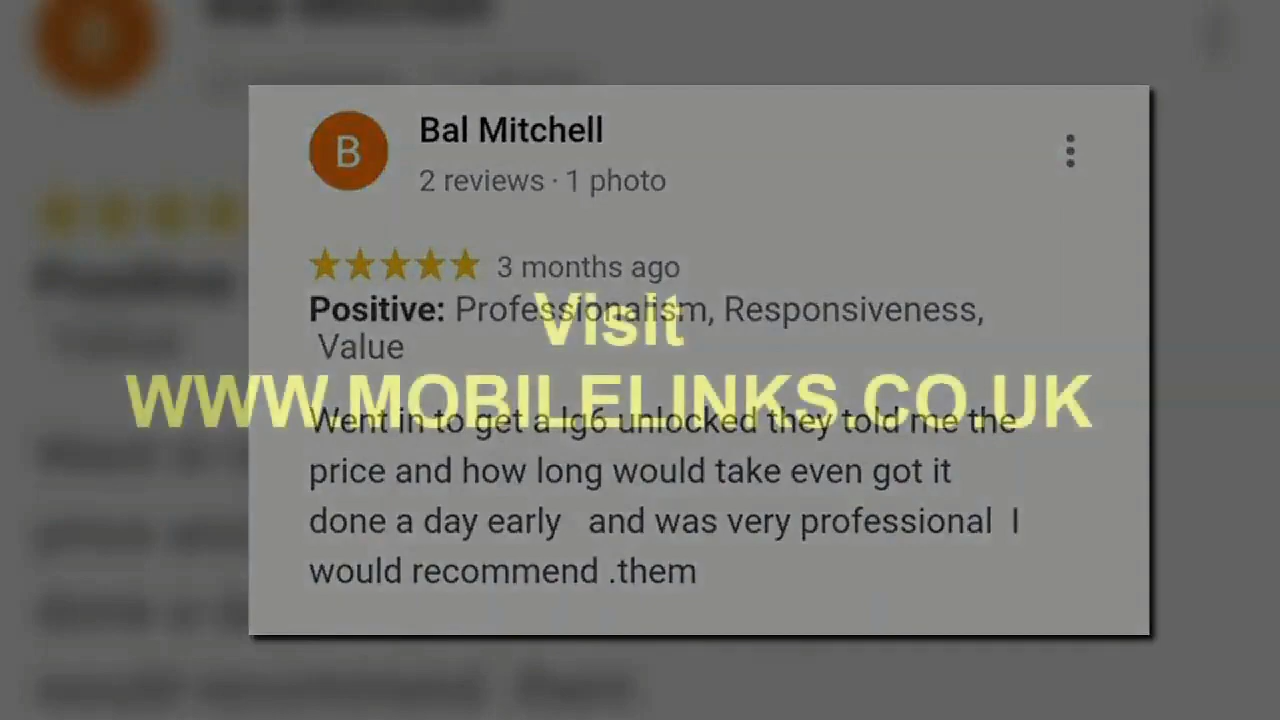 B
Bal Mitchell
2 reviews · 1 photo
★★★★★ 3 months ago
Positive: Professionalism, Responsiveness,
Value
Visit
WWW.MOBILELINKS.CO.UK
Went in to get a lg6 unlocked they told me the
price and how long would take even got it
done a day early and was very professional I
would recommend .them